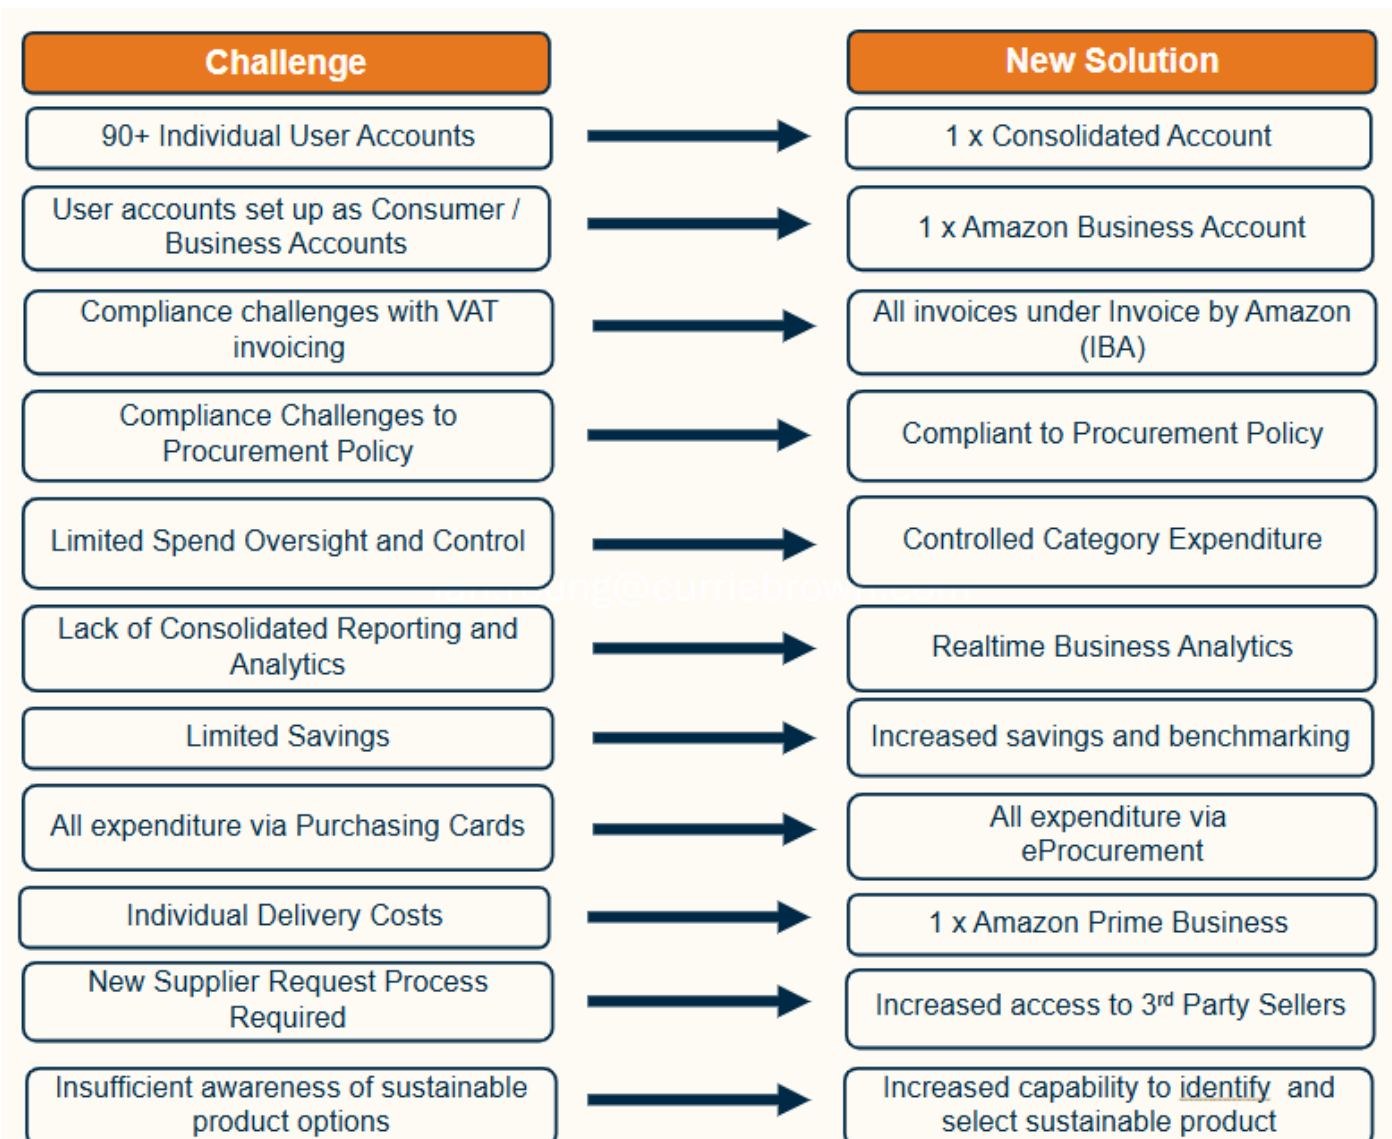 Challenge
New Solution
90+ Individual User Accounts
1 x Consolidated Account
User accounts set up as Consumer /
Business Accounts
1 x Amazon Business Account
Compliance challenges with VAT
invoicing
All invoices under Invoice by Amazon
(IBA)
Compliance Challenges to
Procurement Policy
Compliant to Procurement Policy
Limited Spend Oversight and Control
Controlled Category Expenditure
Lack of Consolidated Reporting and
Analytics
Realtime Business Analytics
Limited Savings
Increased savings and benchmarking
All expenditure via Purchasing Cards
All expenditure via
eProcurement
Individual Delivery Costs
1 x Amazon Prime Business
New Supplier Request Process
Required
Increased access to 3rd Party Sellers
Insufficient awareness of sustainable
product options
Increased capability to identify  and
select sustainable product